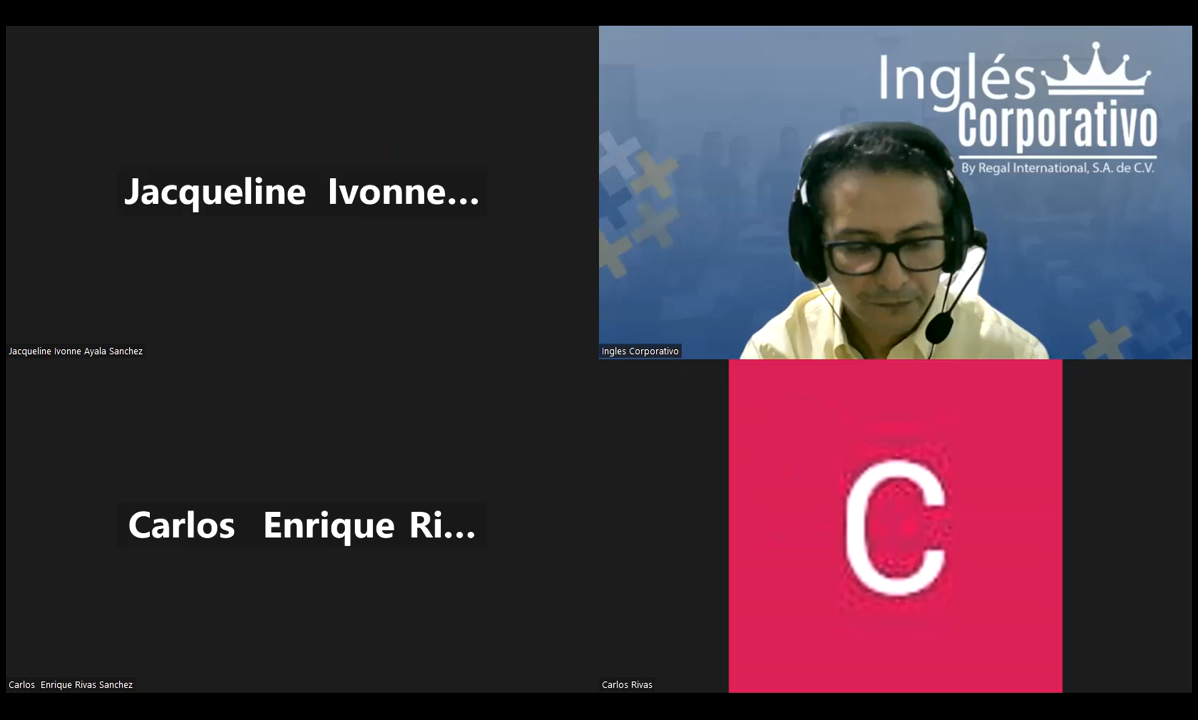 Jacqueline Ivonne...
Jacqueline Ivonne Ayala Sanchez
Inglés
Corporativo
By Regal International, S.A. de C.V.
Ingles Corporativo
Carlos Enrique Ri...
Carlos Enrique Rivas Sanchez
C
Carlos Rivas